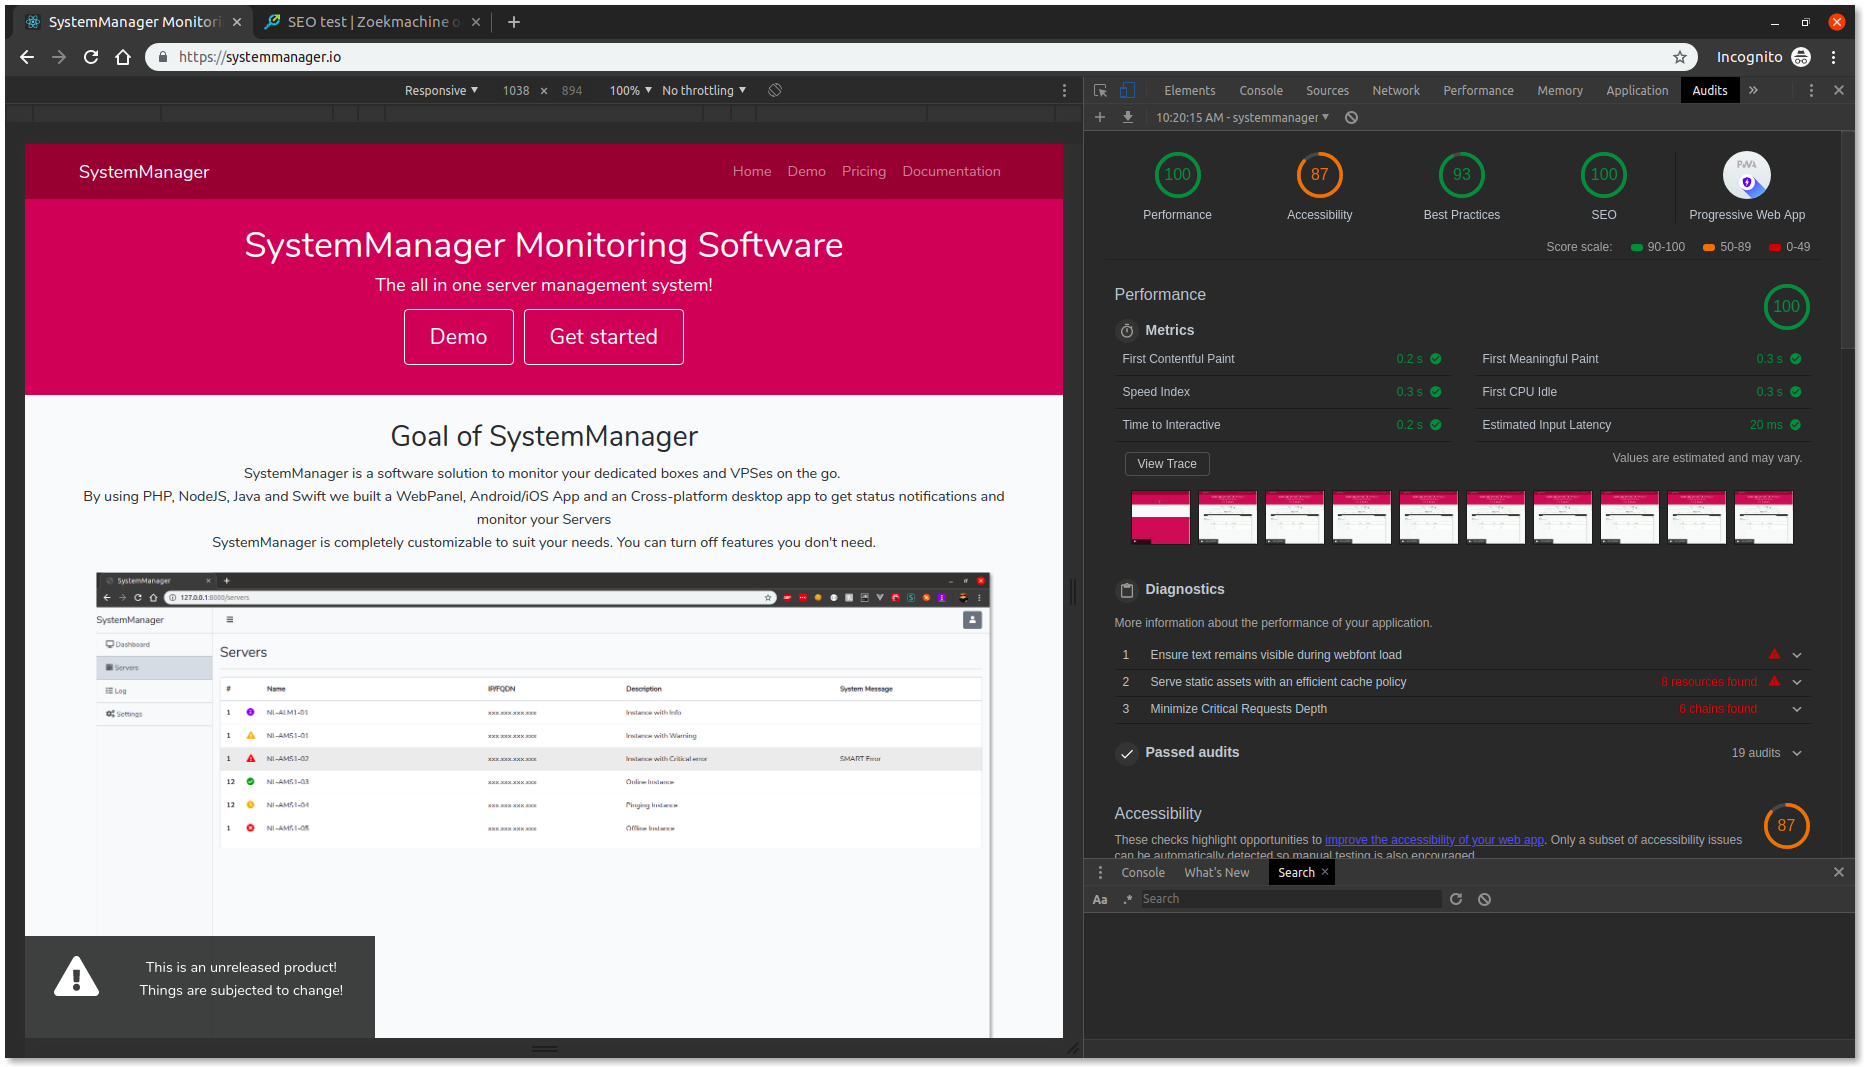 SystemManager Monitori
SEO test | Zoekmachine o
https://systemmanager.io
Incognito
Responsive
1038 × 894
100%
No throttling
Elements
Console
Sources
Network
Performance
Memory
Application
Audits
10:20:15 AM - systemmanager
SystemManager
Home
Demo
Pricing
Documentation
SystemManager Monitoring Software
The all in one server management system!
Demo
Get started
Goal of SystemManager
SystemManager is a software solution to monitor your dedicated boxes and VPSes on the go.
By using PHP, NodeJS, Java and Swift we built a WebPanel, Android/iOS App and an Cross-platform desktop app to get status notifications and
monitor your Servers
SystemManager is completely customizable to suit your needs. You can turn off features you don't need.
SystemManager
127.0.0.1:8000/servers
SystemManager
Dashboard
Servers
Log
Settings
Servers
# Name IP/FQDN Description System Message
1 NL-ALM1-01 xxx.xxx.xxx.xxx Instance with Info
1 NL-AMS1-01 xxx.xxx.xxx.xxx Instance with Warning
1 NL-AMS1-02 xxx.xxx.xxx.xxx Instance with Critical error SMART Error
12 NL-AMS1-03 xxx.xxx.xxx.xxx Online Instance
12 NL-AMS1-04 xxx.xxx.xxx.xxx Pinging Instance
1 NL-AMS1-05 xxx.xxx.xxx.xxx Offline Instance
This is an unreleased product!
Things are subjected to change!
100
Performance
87
Accessibility
93
Best Practices
100
SEO
PWA
Progressive Web App
Score scale: 90-100 50-89 0-49
Performance
100
Metrics
First Contentful Paint 0.2 s
First Meaningful Paint 0.3 s
Speed Index 0.3 s
First CPU Idle 0.3 s
Time to Interactive 0.2 s
Estimated Input Latency 20 ms
View Trace
Values are estimated and may vary.
Diagnostics
More information about the performance of your application.
1 Ensure text remains visible during webfont load
2 Serve static assets with an efficient cache policy 8 resources found
3 Minimize Critical Requests Depth 6 chains found
Passed audits
19 audits
Accessibility
87
These checks highlight opportunities to improve the accessibility of your web app. Only a subset of accessibility issues
can be automatically detected so manual testing is also encouraged.
Console
What's New
Search
Aa .* Search